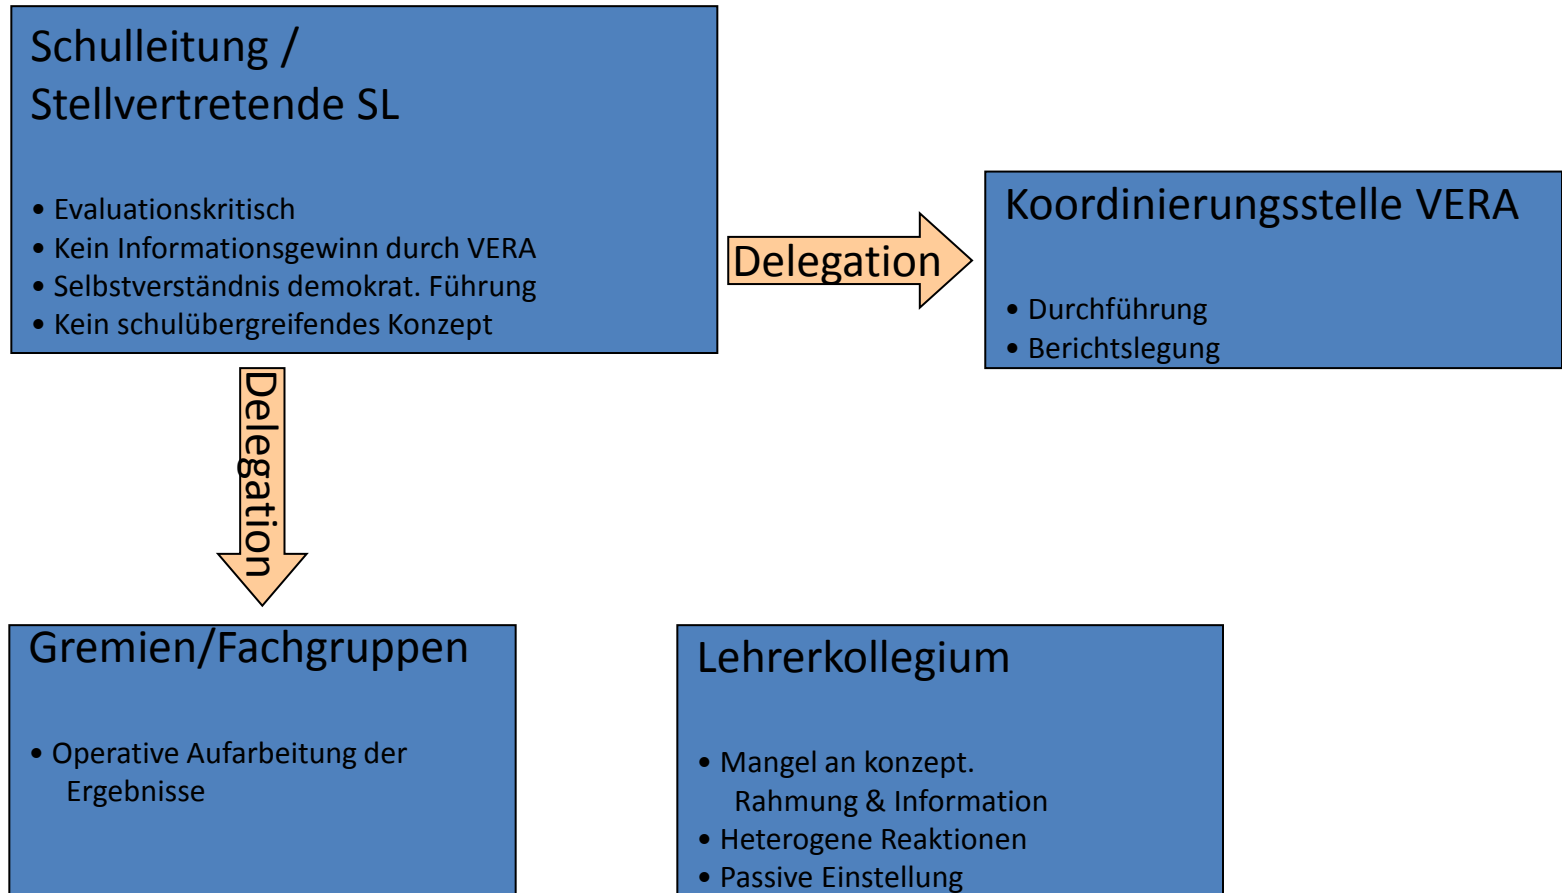 Schulleitung /
Stellvertretende SL
• Evaluationskritisch
• Kein Informationsgewinn durch VERA
• Selbstverständnis demokrat. Führung
• Kein schulübergreifendes Konzept
Delegation
Koordinierungsstelle VERA
• Durchführung
• Berichtslegung
Delegation
Gremien/Fachgruppen
• Operative Aufarbeitung der
Ergebnisse
Lehrerkollegium
• Mangel an konzept.
Rahmung & Information
• Heterogene Reaktionen
• Passive Einstellung